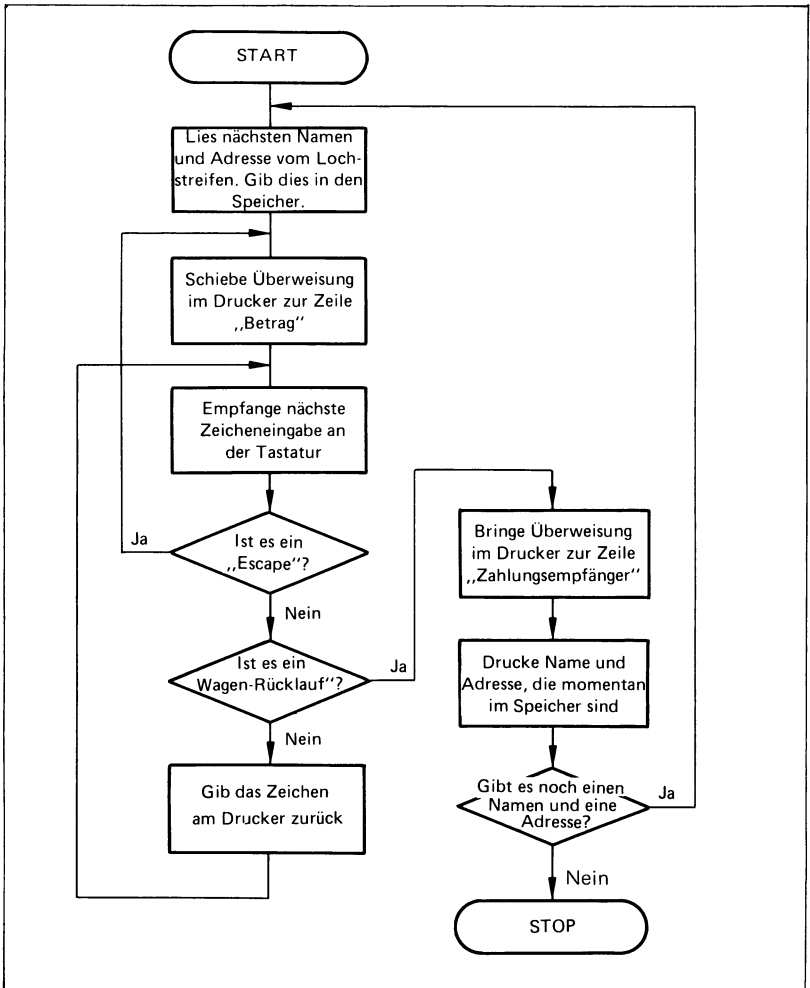 START
Lies nächsten Namen
und Adresse vom Loch-
streifen. Gib dies in den
Speicher.
Schiebe Überweisung
im Drucker zur Zeile
,,Betrag‘‘
Empfange nächste
Zeicheneingabe an
der Tastatur
Ja
Ist es ein
,,Escape‘‘?
Nein
Ist es ein
Wagen-Rücklauf‘‘?
Ja
Nein
Gib das Zeichen
am Drucker zurück
Bringe Überweisung
im Drucker zur Zeile
,,Zahlungsempfänger‘‘
Drucke Name und
Adresse, die momentan
im Speicher sind
Gibt es noch einen
Namen und eine
Adresse?
Ja
Nein
STOP